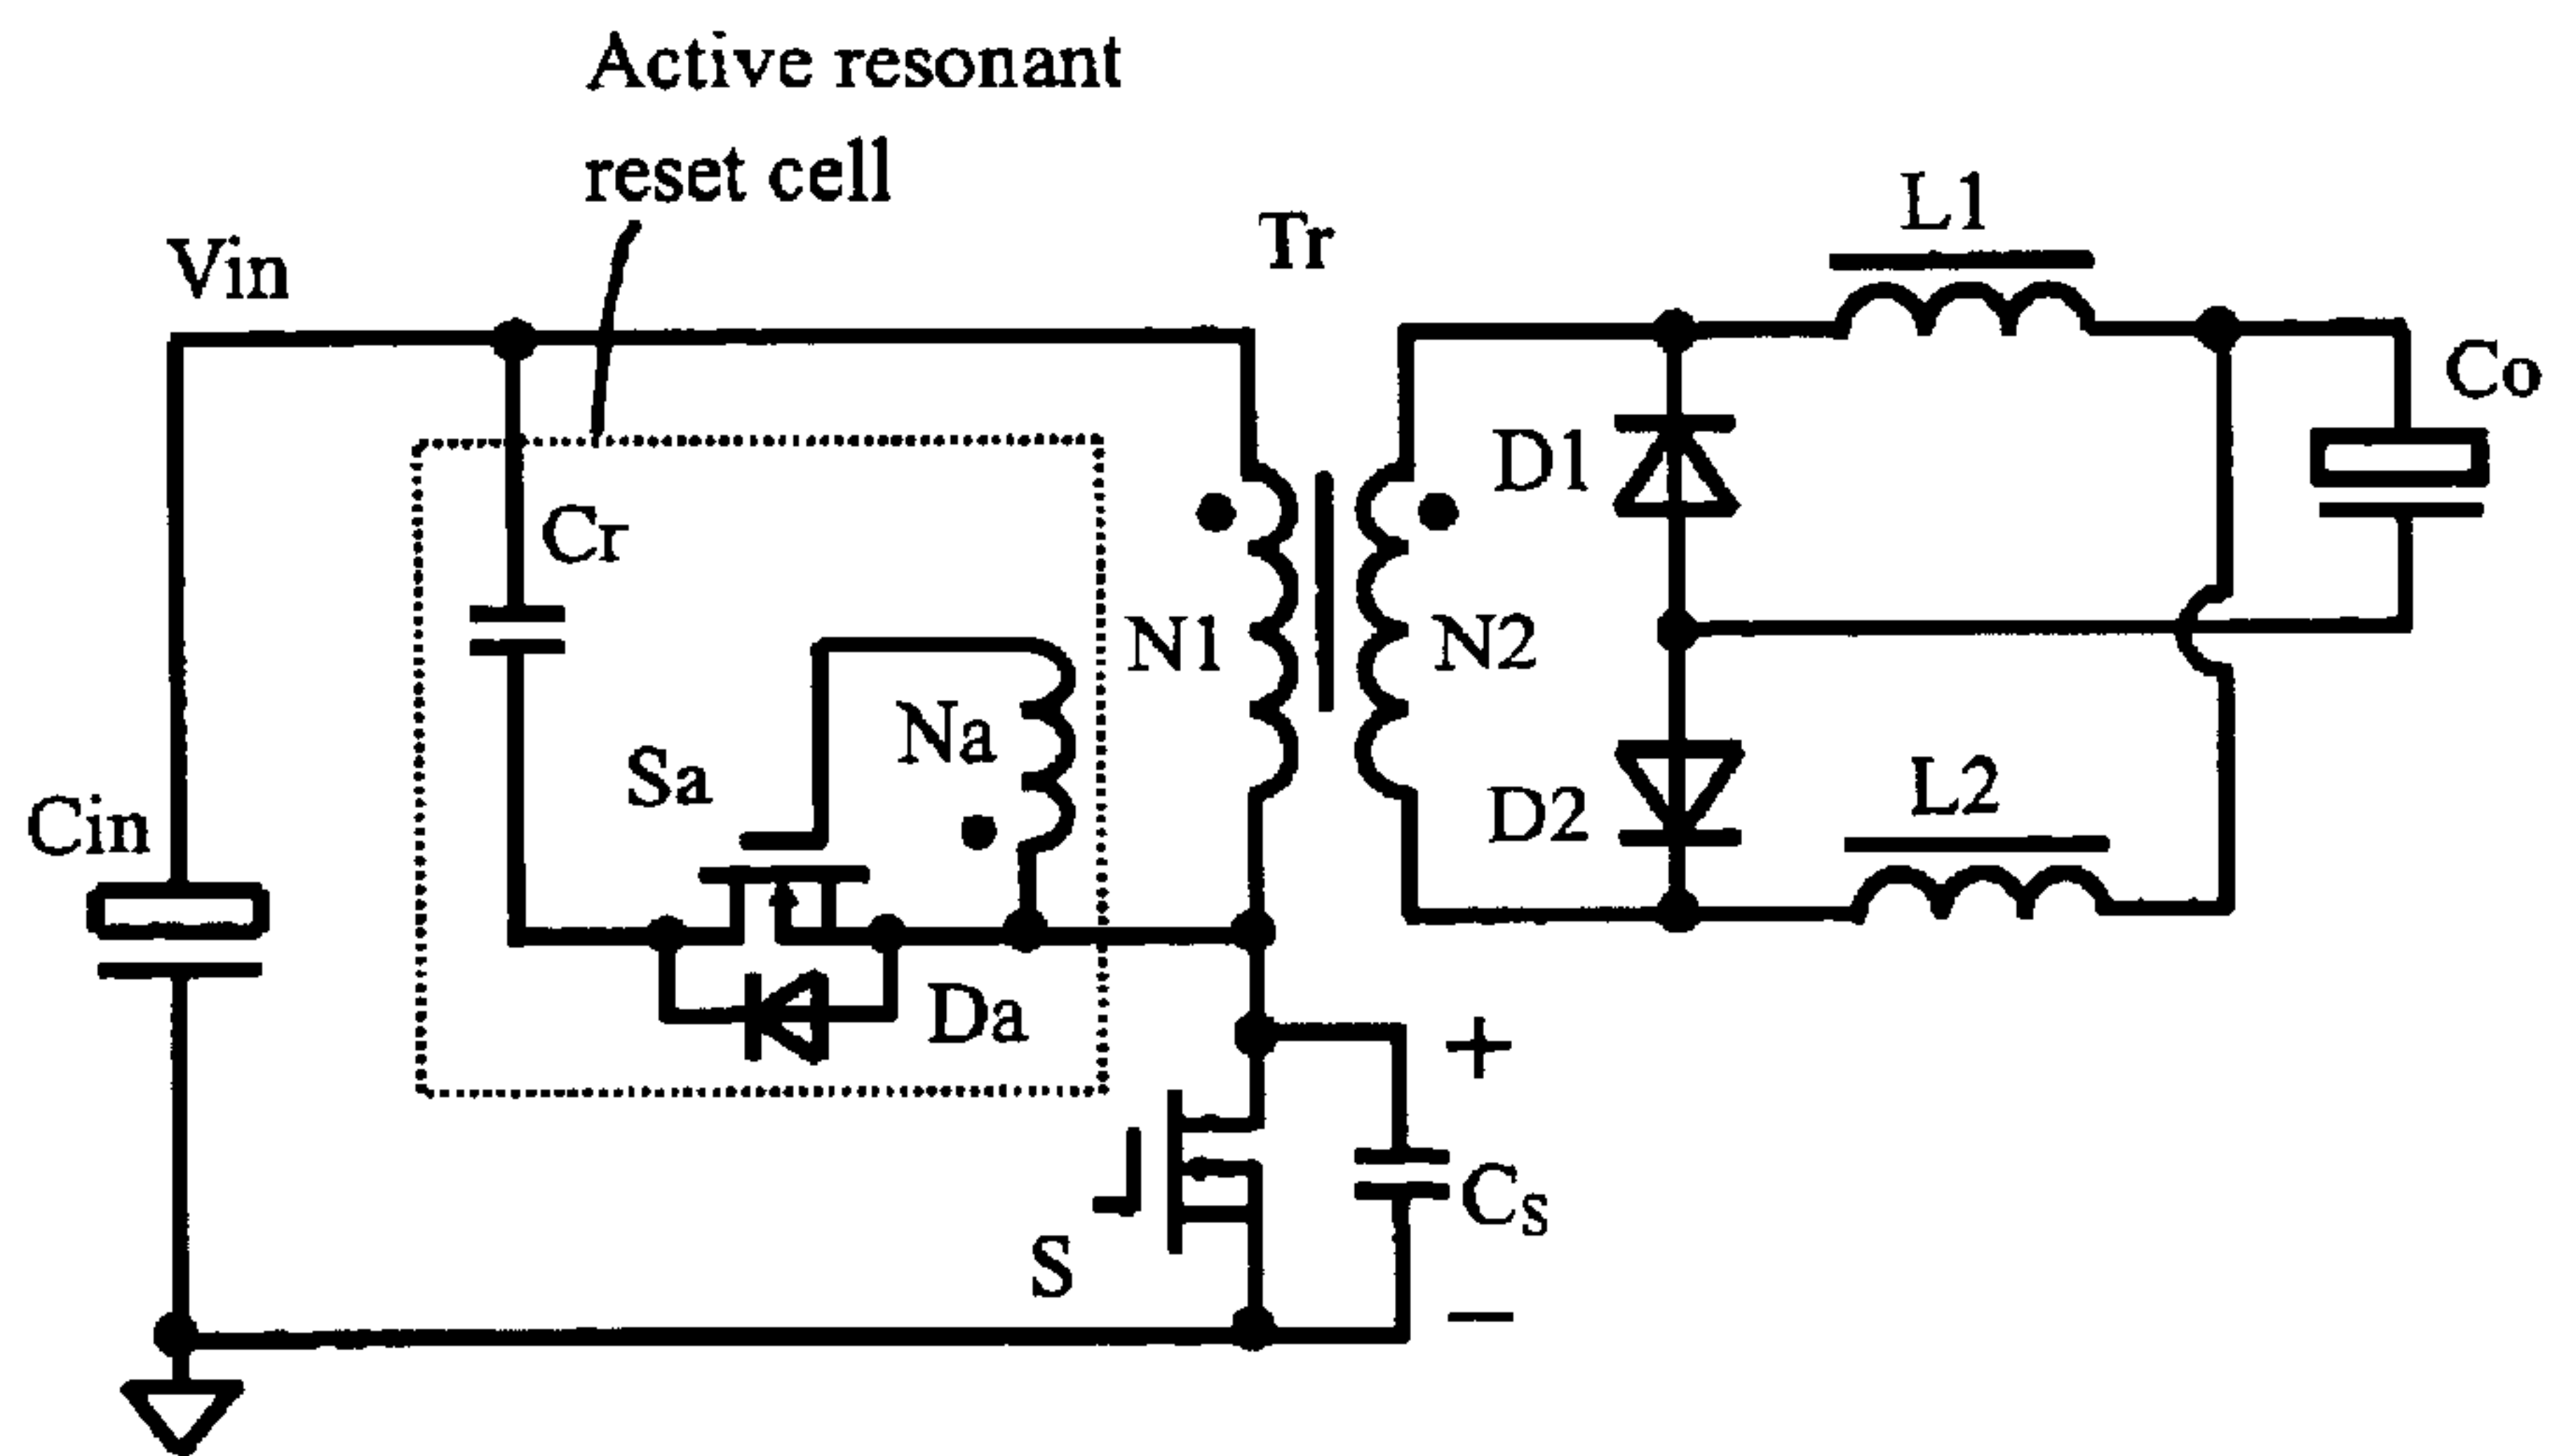 Active resonant
reset cell
Vin
Tr
L1
Co
Cr
D1
N1
N2
Na
Sa
Cin
D2
L2
Da
+
Cs
S
−